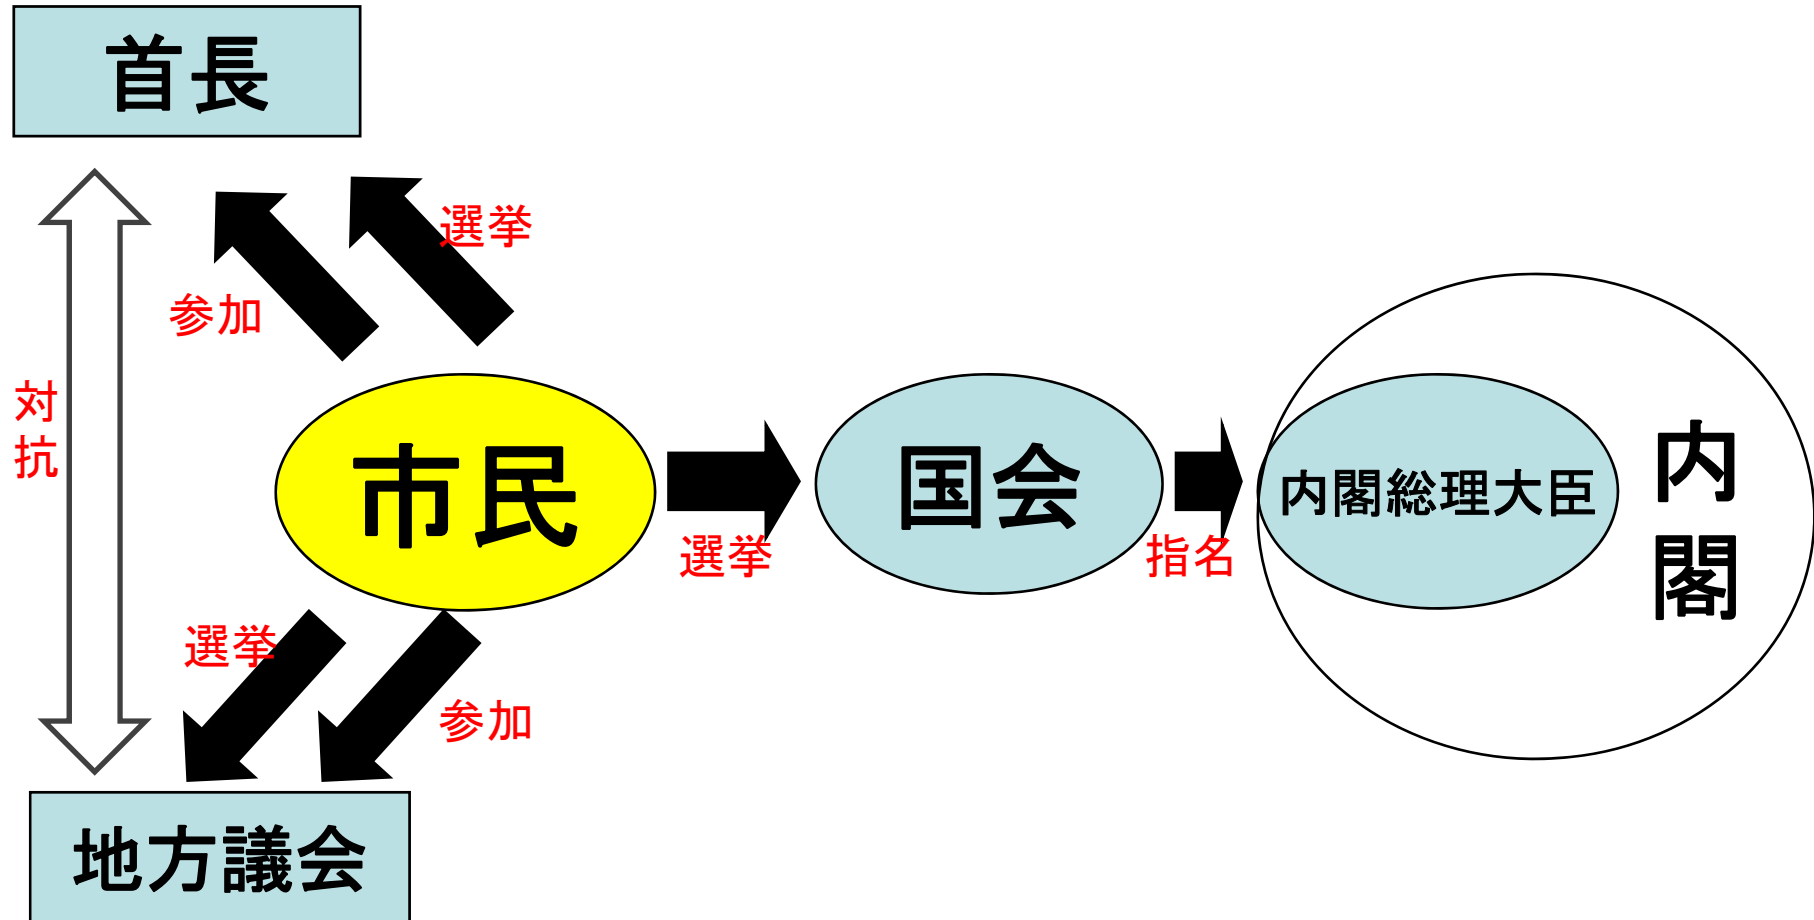 首長
選挙
参加
対
抗
市民
選挙
国会
指名
内閣総理大臣
内
閣
選挙
参加
地方議会